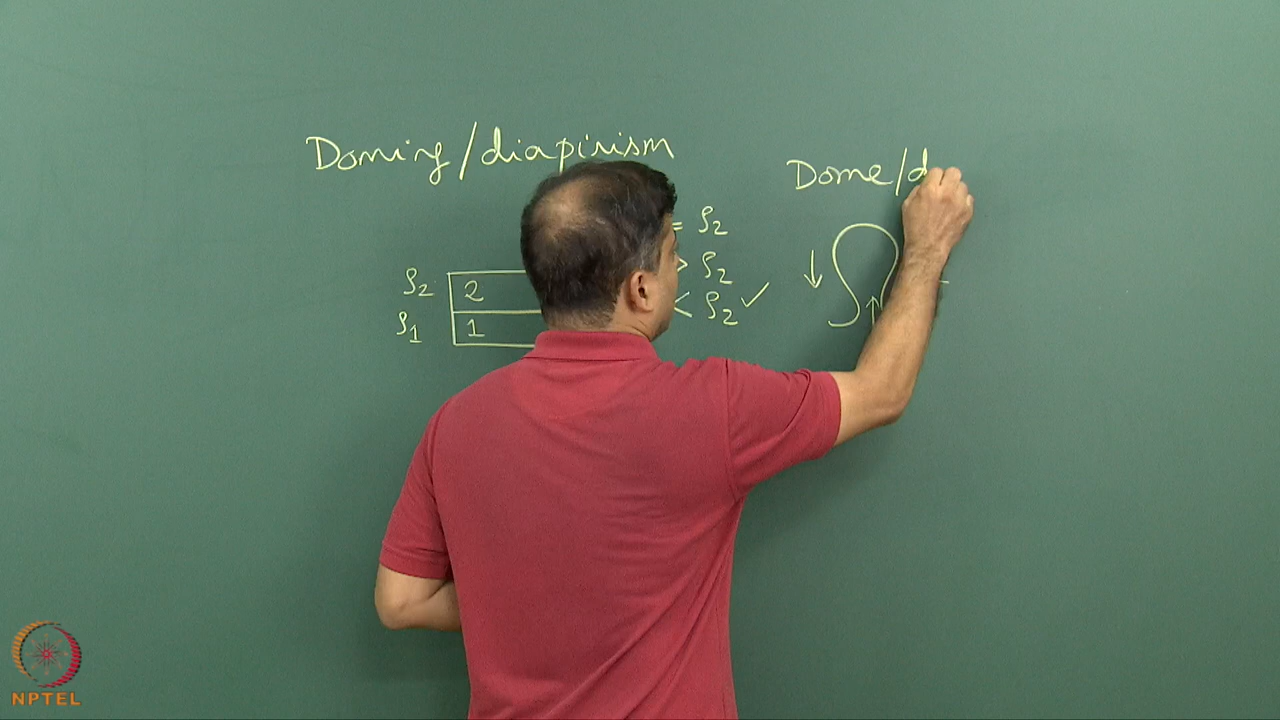 Doming/diapirism
Dome/d
= ρ2
> ρ2
< ρ2 ✓
ρ2 2
ρ1 1
NPTEL